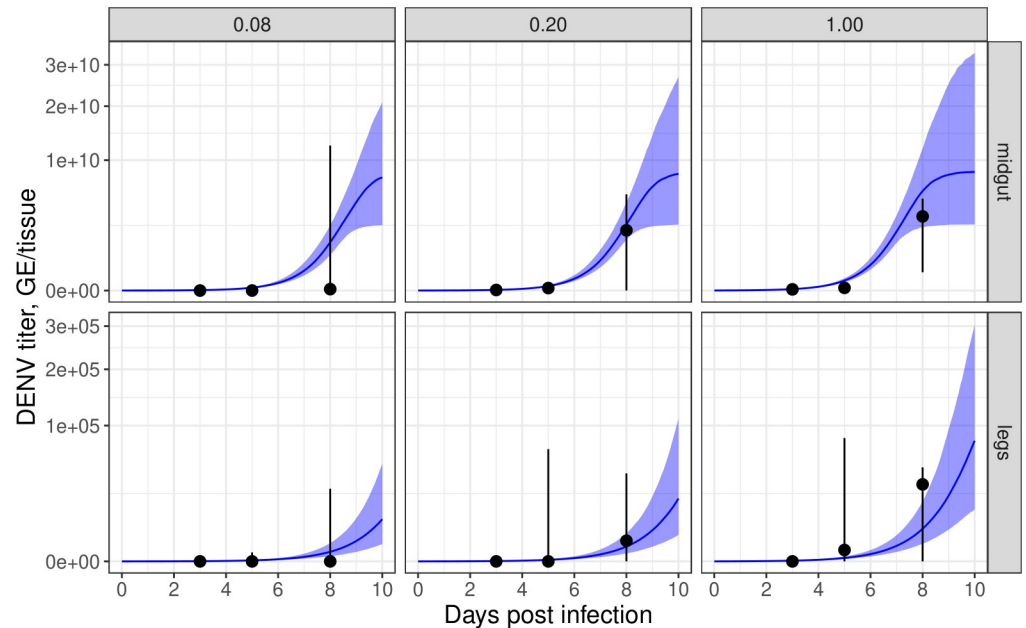 0.08 0.20 1.00
3e+10
2e+10
1e+10
0e+00
midgut
DENV titer, GE/tissue
3e+05
2e+05
1e+05
0e+00
legs
0 2 4 6 8 10 0 2 4 6 8 10 0 2 4 6 8 10
Days post infection